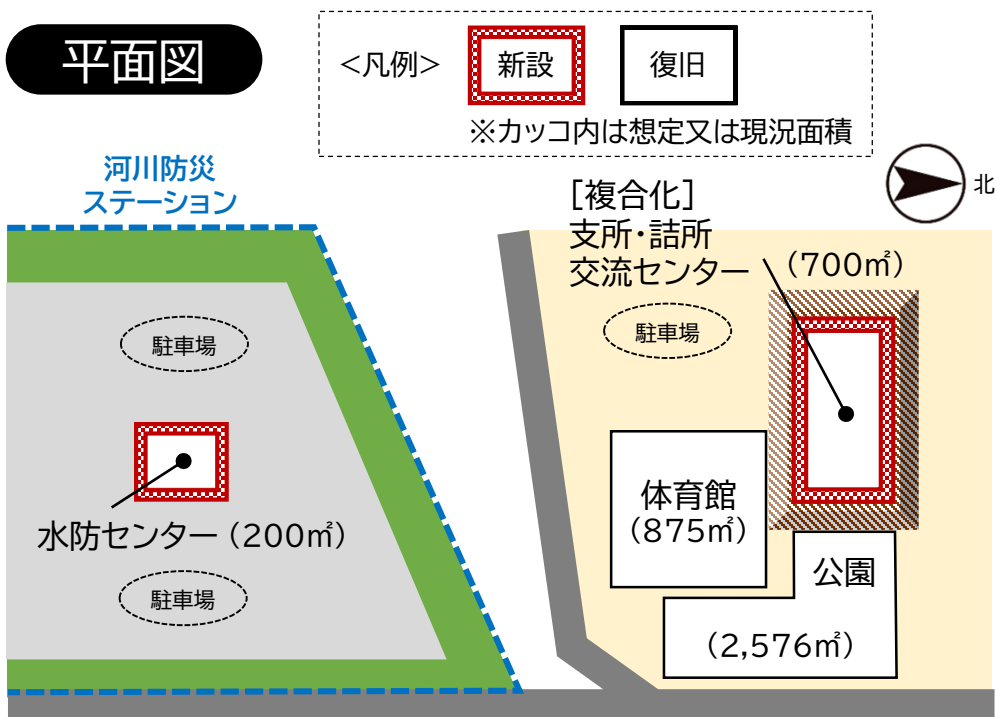 平面図
<凡例>
新設
復旧
※カッコ内は想定又は現況面積
北
河川防災
ステーション
[複合化]
支所・詰所
交流センター
(700㎡)
駐車場
駐車場
体育館
(875㎡)
水防センター (200㎡)
公園
駐車場
(2,576㎡)